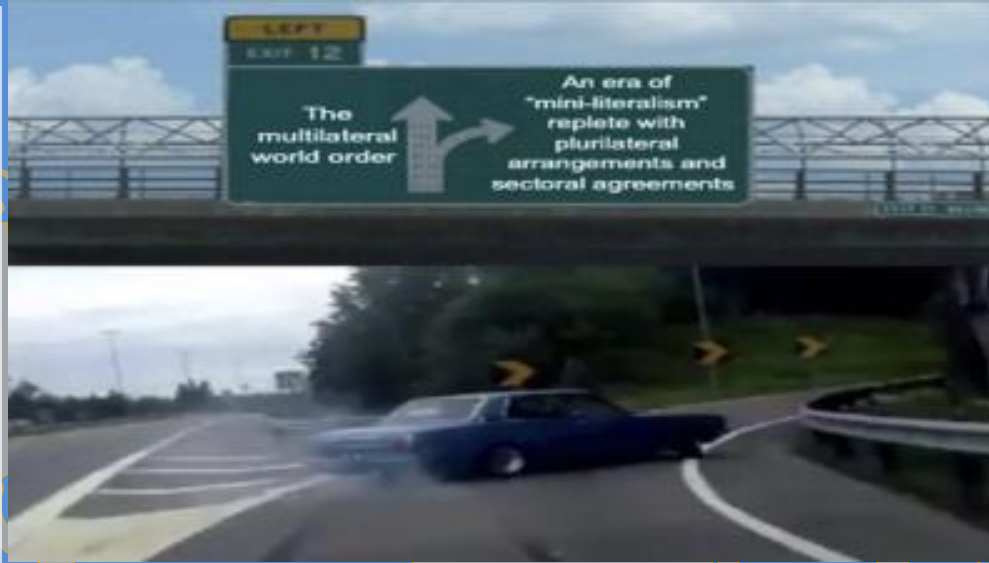 LEFT
EXIT 12
The
multilateral
world order
An era of
"mini-literalism"
replete with
plurilateral
arrangements and
sectoral agreements